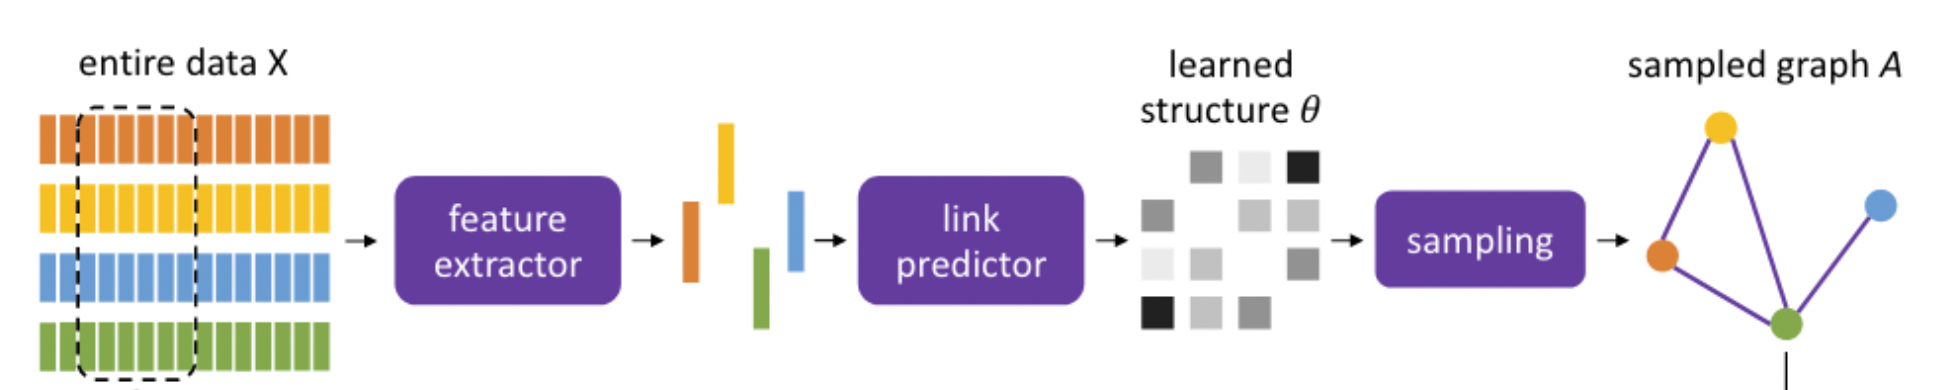 entire data X
feature
extractor
link
predictor
learned
structure θ
sampling
sampled graph A